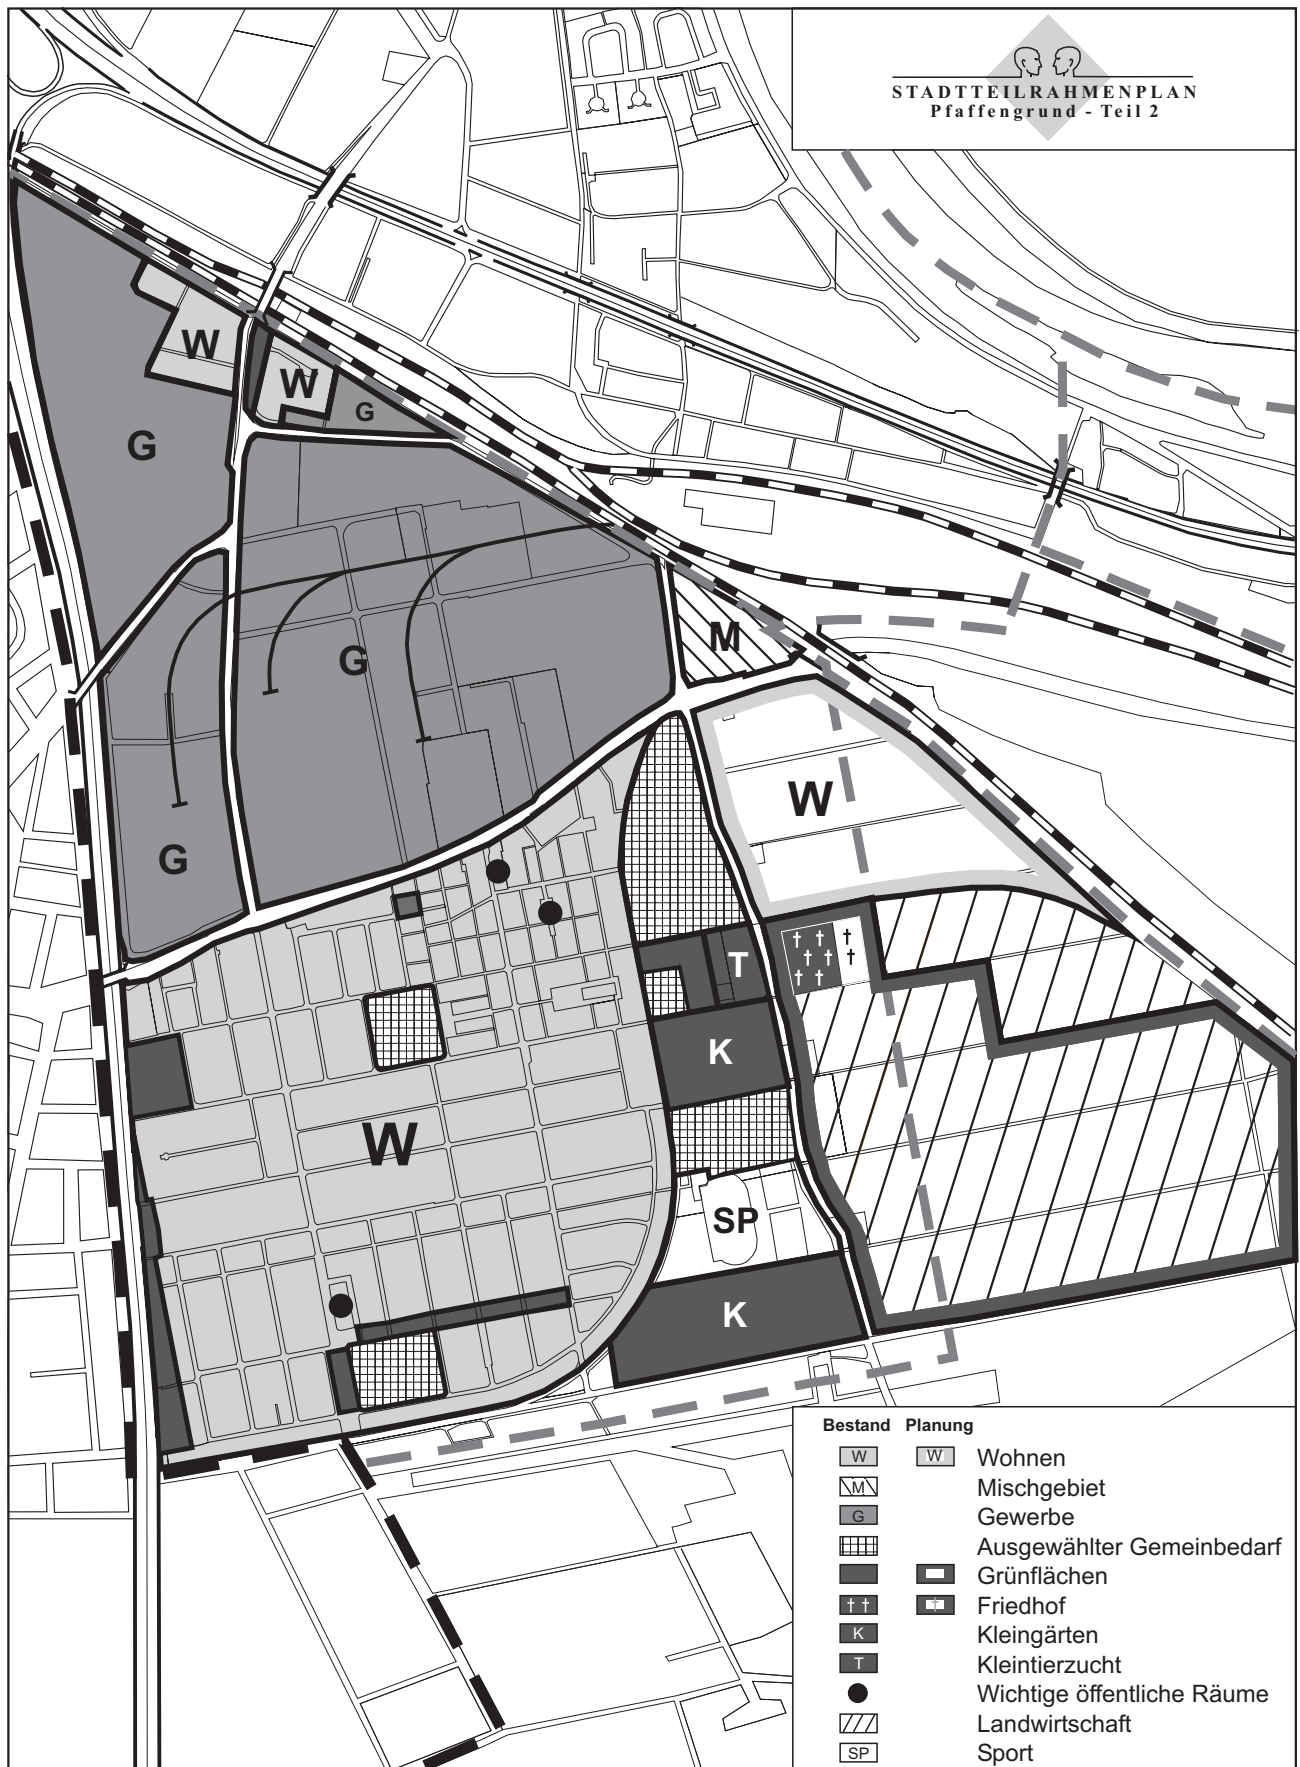 STADTTEILRAHMENPLAN
Pfaffengrund - Teil 2
W
W
G
G
G
M
W
G
T
K
W
SP
K
Bestand Planung
W W Wohnen
M Mischgebiet
G Gewerbe
Ausgewählter Gemeinbedarf
Grünflächen
Friedhof
K Kleingärten
T Kleintierzucht
Wichtige öffentliche Räume
Landwirtschaft
SP Sport